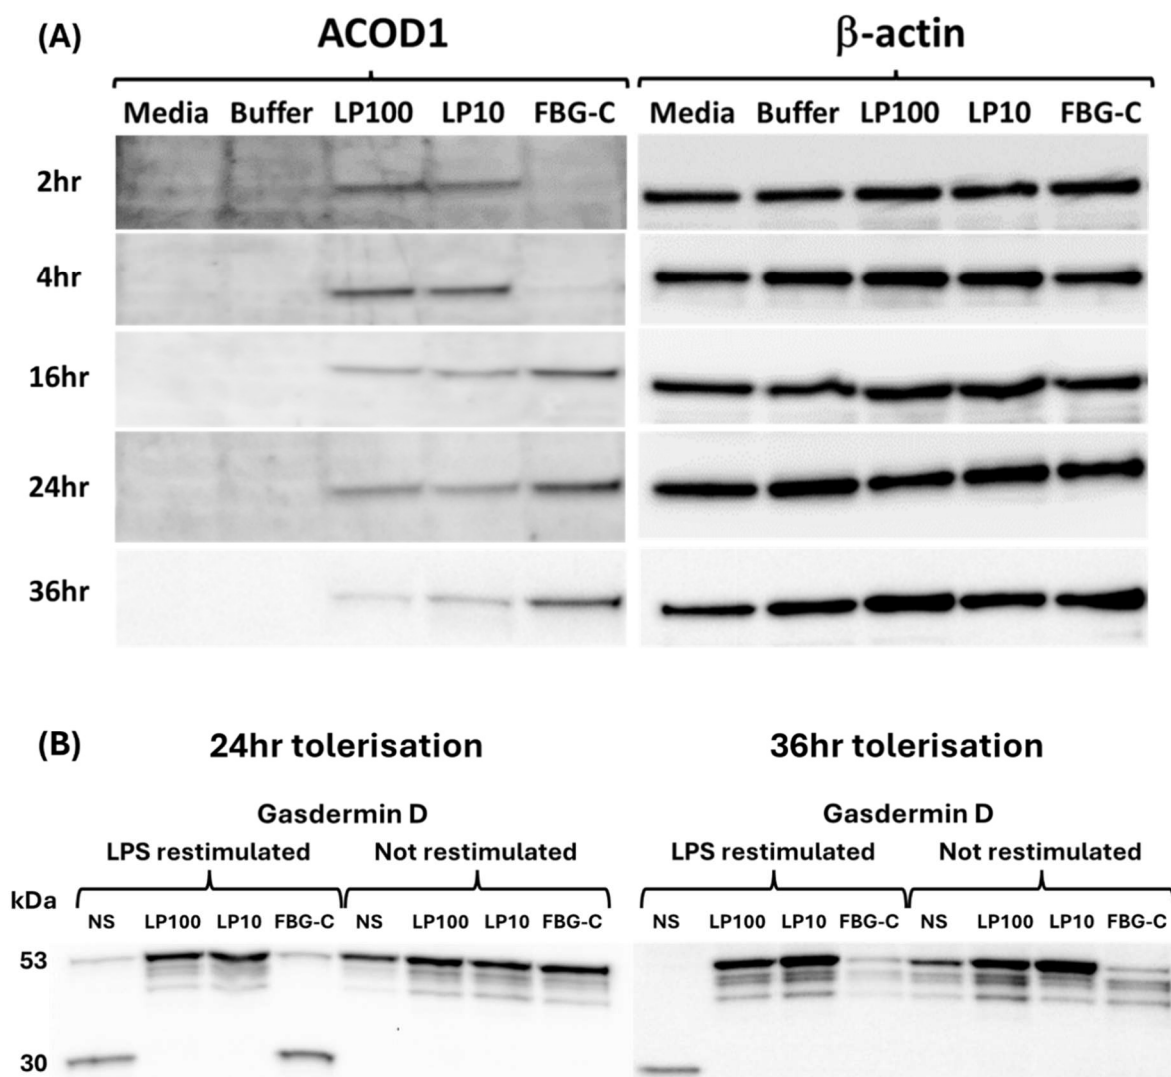 (A)
ACOD1 β-actin
Media Buffer LP100 LP10 FBG-C Media Buffer LP100 LP10 FBG-C
2hr
4hr
16hr
24hr
36hr
(B) 24hr tolerisation 36hr tolerisation
Gasdermin D Gasdermin D
LPS restimulated Not restimulated LPS restimulated Not restimulated
kDa
NS LP100 LP10 FBG-C NS LP100 LP10 FBG-C NS LP100 LP10 FBG-C NS LP100 LP10 FBG-C
53
30